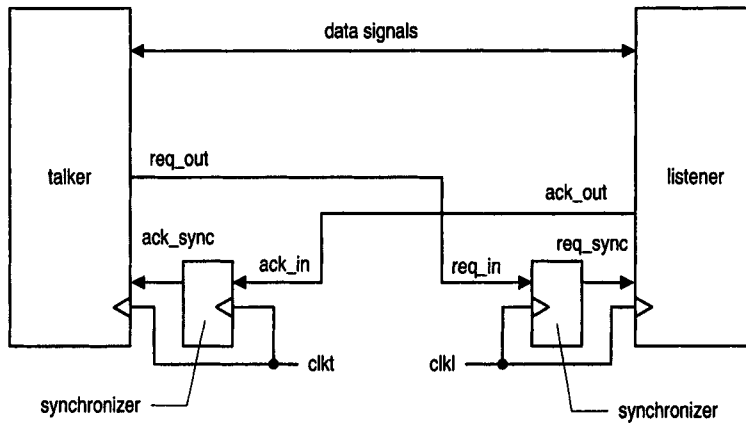 data signals
req_out
talker
listener
ack_out
ack_sync
req_sync
ack_in
req_in
clkt
clkl
synchronizer
synchronizer